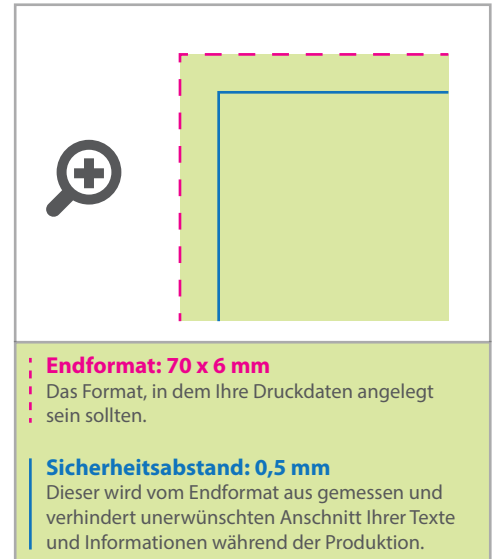 Endformat: 70 x 6 mm
Das Format, in dem Ihre Druckdaten angelegt
sein sollten.
Sicherheitsabstand: 0,5 mm
Dieser wird vom Endformat aus gemessen und
verhindert unerwünschten Anschnitt Ihrer Texte
und Informationen während der Produktion.